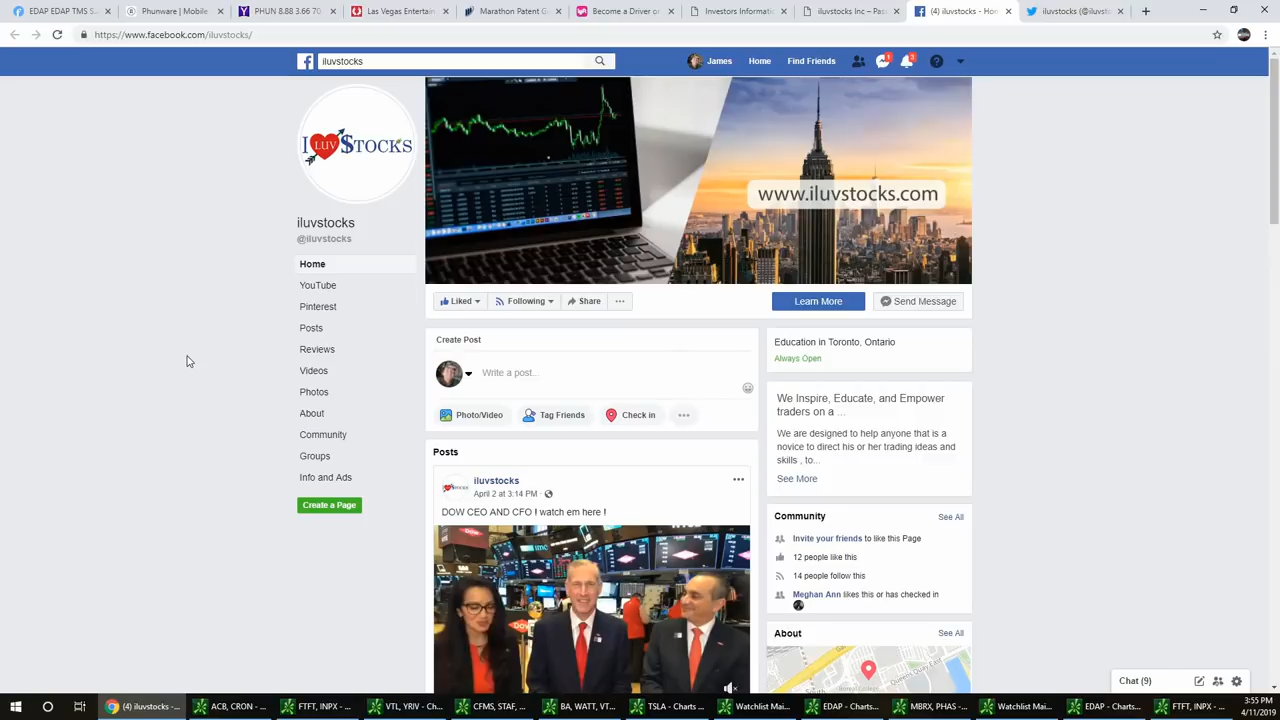 EDAP EDAP TMS S
Phunware | Mobile
PHUN 8.88 3.66 70
Las Vegas Entertain
Marathon Patent G
Become a Driver or
Investors Informatio
iluvstocks Inc – Pas
(4) iluvstocks - Hom
iluvstocks (@iluvsto
https://www.facebook.com/iluvstocks/
iluvstocks
James
Home
Find Friends
1
3
I LUV $TOCKS
www.iluvstocks.com
iluvstocks
@iluvstocks
Home
YouTube
Pinterest
Posts
Reviews
Videos
Photos
About
Community
Groups
Info and Ads
Create a Page
Liked
Following
Share
Learn More
Send Message
Create Post
Write a post...
Photo/Video
Tag Friends
Check in
Posts
iluvstocks
April 2 at 3:14 PM
DOW CEO AND CFO ! watch em here !
Education in Toronto, Ontario
Always Open
We Inspire, Educate, and Empower
traders on a ...
We are designed to help anyone that is a
novice to direct his or her trading ideas and
skills , to...
See More
Community
See All
Invite your friends to like this Page
12 people like this
14 people follow this
Meghan Ann likes this or has checked in
About
See All
Chat (9)
(4) iluvstocks -...
ACB, CRON -...
FTFT, INPX -...
VTL, YRIV - C...
CFMS, STAF, ...
BA, WATT, VT...
TSLA - Charts ...
Watchlist Mai...
EDAP - Charts...
MBRX, PHAS -...
Watchlist Mai...
EDAP - Charts...
FTFT, INPX -...
3:55 PM
4/11/2019